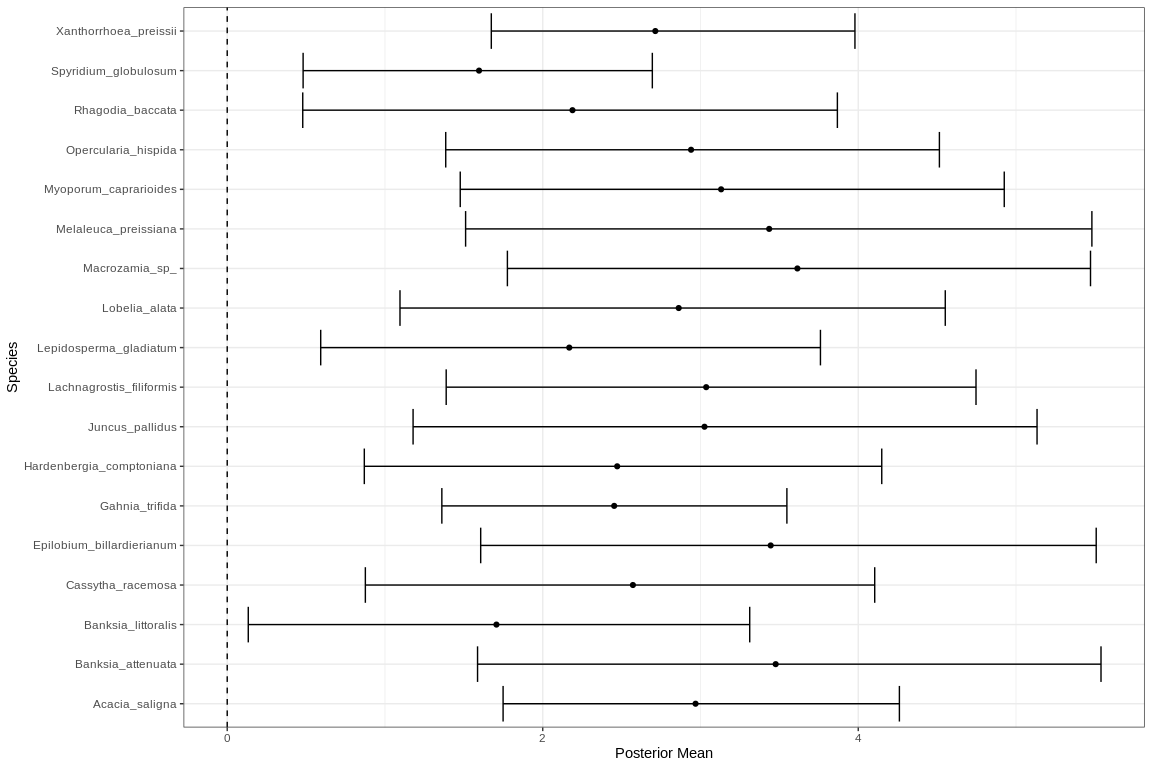 Xanthorrhoea_preissii
Spyridium_globulosum
Rhagodia_baccata
Opercularia_hispida
Myoporum_caprarioides
Melaleuca_preissiana
Macrozamia_sp_
Lobelia_alata
Lepidosperma_gladiatum
Lachnagrostis_filiformis
Juncus_pallidus
Hardenbergia_comptoniana
Gahnia_trifida
Epilobium_billardierianum
Cassytha_racemosa
Banksia_littoralis
Banksia_attenuata
Acacia_saligna
Species
0 2 4
Posterior Mean